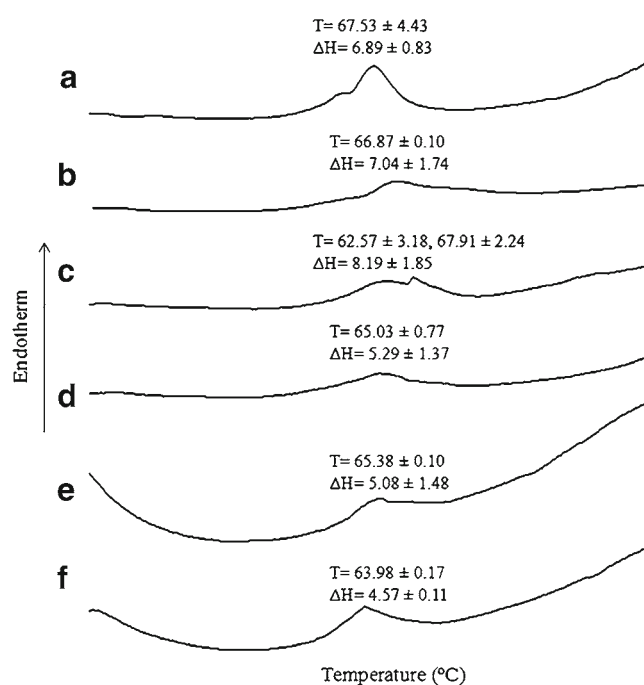 T= 67.53 ± 4.43
ΔH= 6.89 ± 0.83
a
T= 66.87 ± 0.10
ΔH= 7.04 ± 1.74
b
T= 62.57 ± 3.18, 67.91 ± 2.24
ΔH= 8.19 ± 1.85
c
Endotherm
T= 65.03 ± 0.77
ΔH= 5.29 ± 1.37
d
T= 65.38 ± 0.10
ΔH= 5.08 ± 1.48
e
T= 63.98 ± 0.17
ΔH= 4.57 ± 0.11
f
Temperature (ºC)